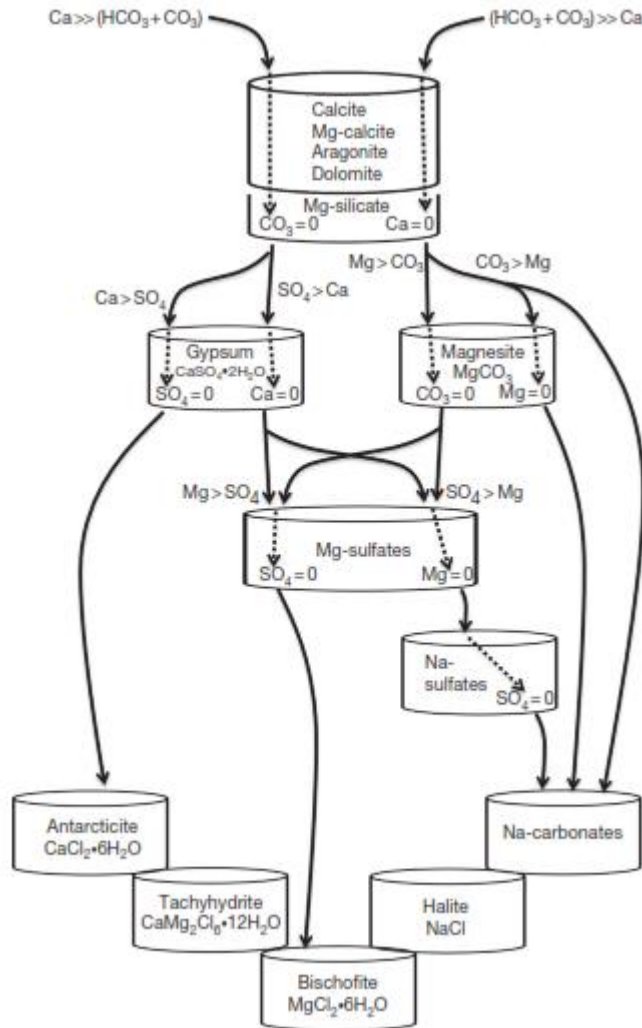 Ca>>(HCO₃+CO₃)
(HCO₃+CO₃)>>Ca
Calcite
Mg-calcite
Aragonite
Dolomite
Mg-silicate
CO₃=0
Ca=0
Mg>CO₃
CO₃>Mg
Ca>SO₄
SO₄>Ca
Gypsum
CaSO₄•2H₂O
SO₄=0
Ca=0
Magnesite
MgCO₃
CO₃=0
Mg=0
Mg>SO₄
SO₄>Mg
Mg-sulfates
SO₄=0
Mg=0
Na-
sulfates
SO₄=0
Antarcticite
CaCl₂•6H₂O
Na-carbonates
Tachyhydrite
CaMg₂Cl₆•12H₂O
Halite
NaCl
Bischofite
MgCl₂•6H₂O